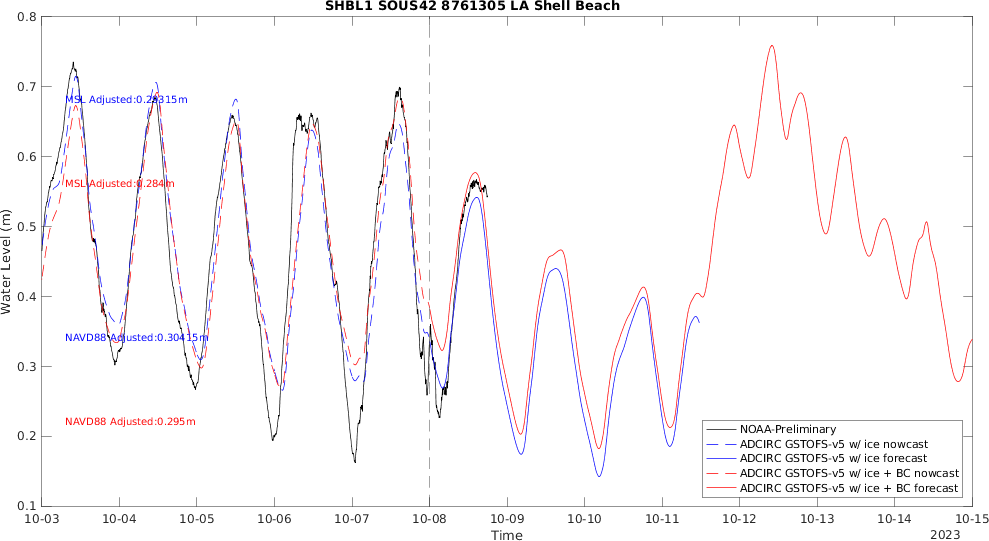 SHBL1 SOUS42 8761305 LA Shell Beach
Water Level (m)
0.8
0.7
0.6
0.5
0.4
0.3
0.2
0.1
MSL Adjusted:0.28315m
MSL Adjusted:0.284m
NAVD88 Adjusted:0.30415m
NAVD88 Adjusted:0.295m
NOAA-Preliminary
ADCIRC GSTOFS-v5 w/ ice nowcast
ADCIRC GSTOFS-v5 w/ ice forecast
ADCIRC GSTOFS-v5 w/ ice + BC nowcast
ADCIRC GSTOFS-v5 w/ ice + BC forecast
10-03 10-04 10-05 10-06 10-07 10-08 10-09 10-10 10-11 10-12 10-13 10-14 10-15
Time
2023